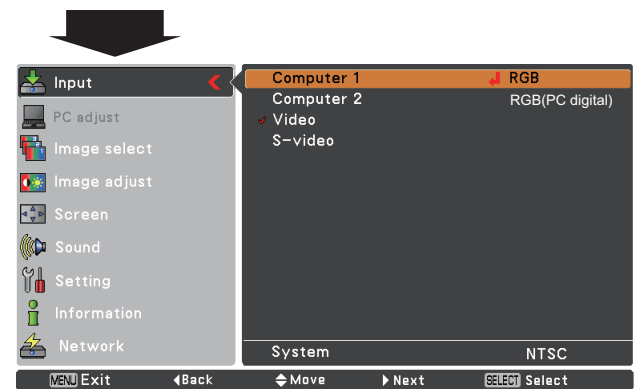 Input
PC adjust
Image select
Image adjust
Screen
Sound
Setting
Information
Network
Computer 1 RGB
Computer 2 RGB(PC digital)
Video
S-video
System NTSC
MENU Exit Back Move Next SELECT Select